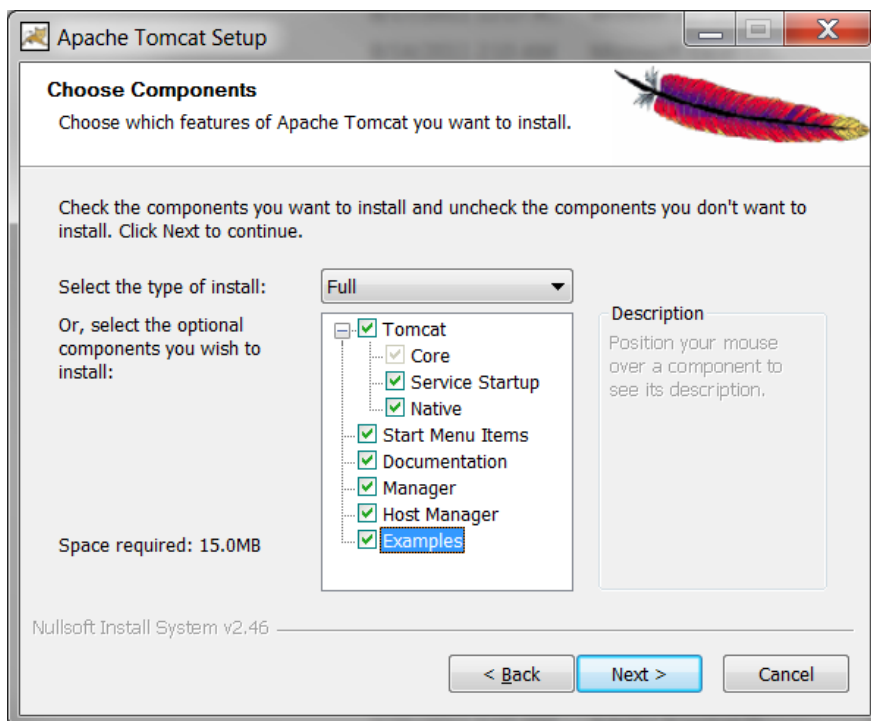 Apache Tomcat Setup
Choose Components
Choose which features of Apache Tomcat you want to install.
Check the components you want to install and uncheck the components you don't want to
install. Click Next to continue.
Select the type of install:
Full
Or, select the optional
components you wish to
install:
Tomcat
Core
Service Startup
Native
Start Menu Items
Documentation
Manager
Host Manager
Examples
Description
Position your mouse
over a component to
see its description.
Space required: 15.0MB
Nullsoft Install System v2.46
< Back
Next >
Cancel